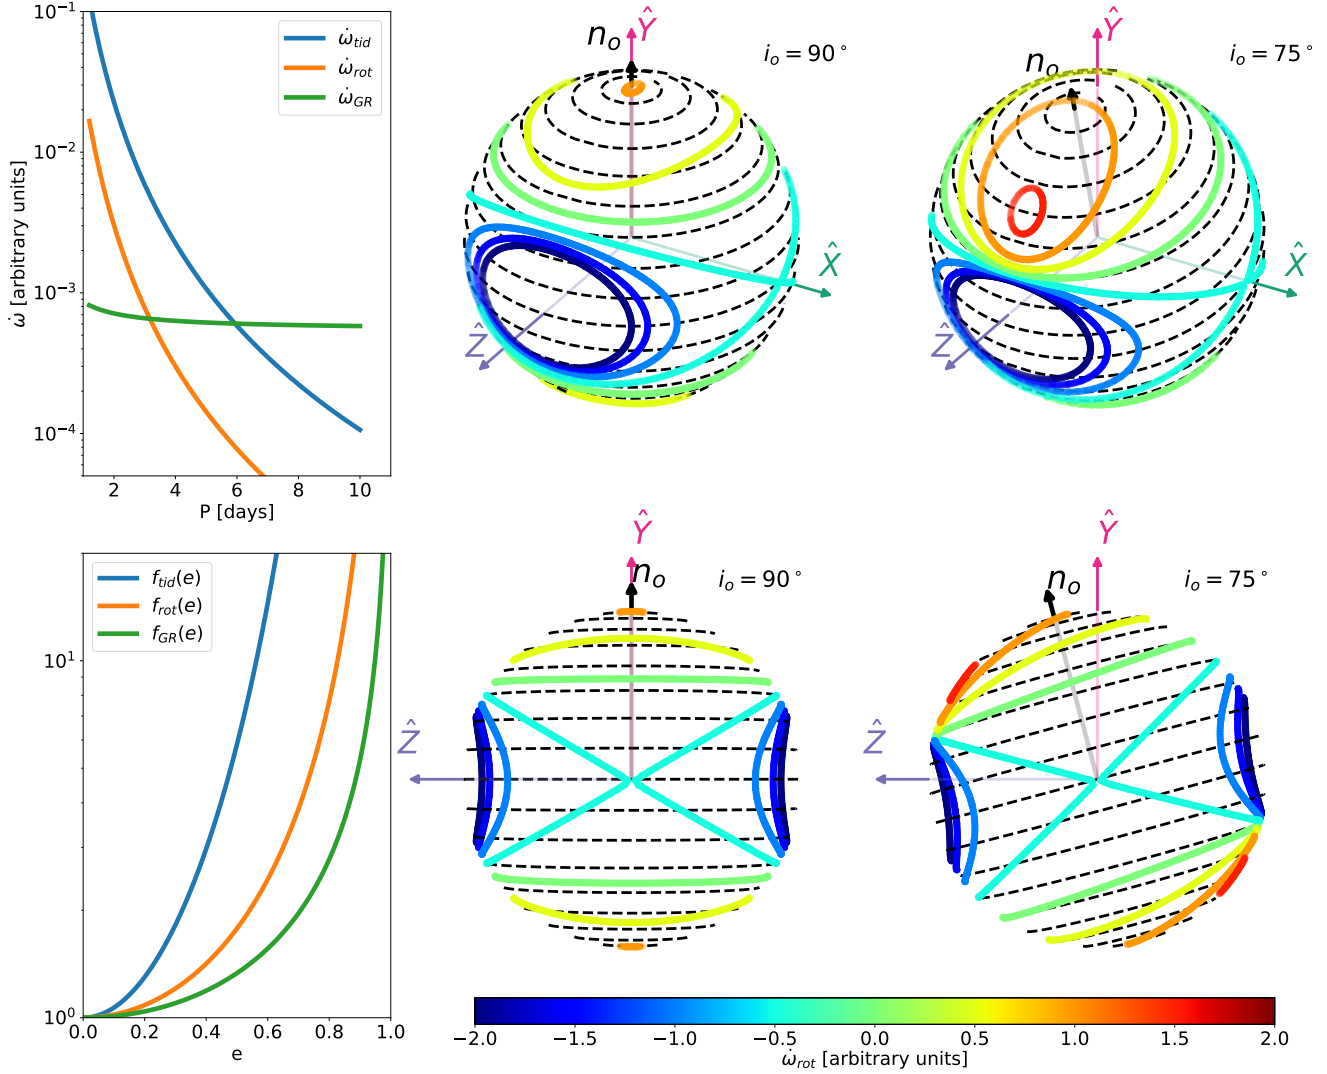 10⁻¹
10⁻²
10⁻³
10⁻⁴
ω̇ [arbitrary units]
ω̇_tid
ω̇_rot
ω̇_GR
2 4 6 8 10
P [days]
n_o
Ŷ
i_o = 90°
X̂
Ẑ
n_o
Ŷ
i_o = 75°
X̂
Ẑ
f_tid(e)
f_rot(e)
f_GR(e)
10¹
10⁰
0.0 0.2 0.4 0.6 0.8 1.0
e
Ŷ
n_o
i_o = 90°
Ẑ
Ŷ
n_o
i_o = 75°
Ẑ
−2.0 −1.5 −1.0 −0.5 0.0 0.5 1.0 1.5 2.0
ω̇_rot [arbitrary units]